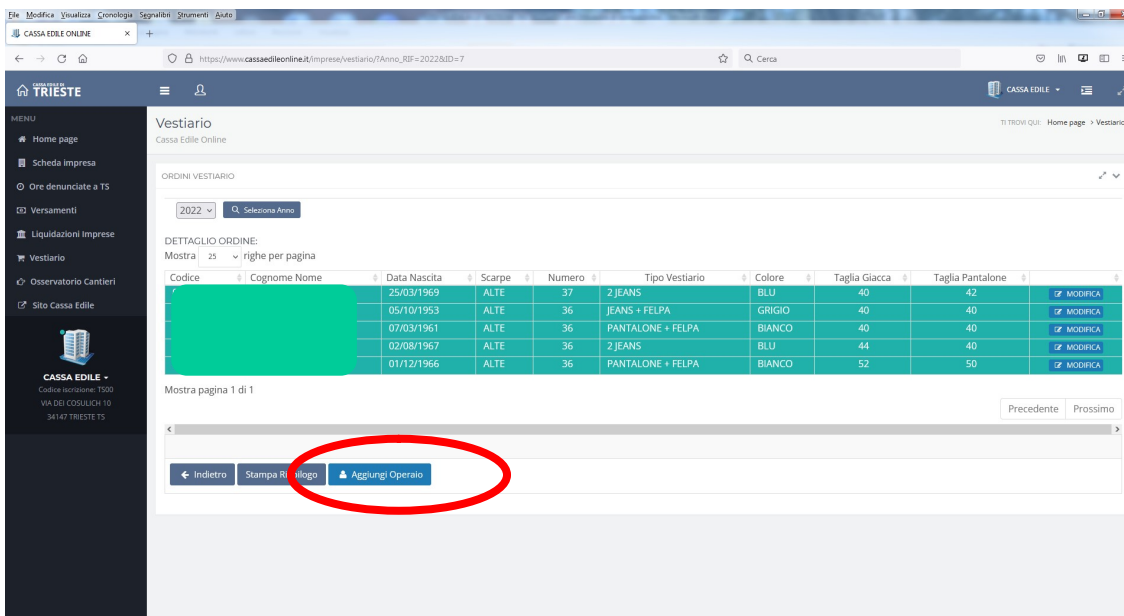 File Modifica Visualizza Cronologia Segnalibri Strumenti Aiuto
CASSA EDILE ONLINE × +
https://www.cassaedileonline.it/imprese/vestiario/?Anno_RIF=2022&ID=7 Cerca
CASSA EDILE DI
TRIESTE
CASSA EDILE
MENU
Home page
Scheda impresa
Ore denunciate a TS
Versamenti
Liquidazioni Imprese
Vestiario
Osservatorio Cantieri
Sito Cassa Edile
CASSA EDILE
Codice iscrizione: TS00
VIA DEI COSULICH 10
34147 TRIESTE TS
Vestiario
TI TROVI QUI: Home page > Vestiario
Cassa Edile Online
ORDINI VESTIARIO
2022 Seleziona Anno
DETTAGLIO ORDINE:
Mostra 25 righe per pagina
Codice Cognome Nome Data Nascita Scarpe Numero Tipo Vestiario Colore Taglia Giacca Taglia Pantalone
25/03/1969 ALTE 37 2 JEANS BLU 40 42 MODIFICA
05/10/1953 ALTE 36 JEANS + FELPA GRIGIO 40 40 MODIFICA
07/03/1961 ALTE 36 PANTALONE + FELPA BIANCO 40 40 MODIFICA
02/08/1967 ALTE 36 2 JEANS BLU 44 40 MODIFICA
01/12/1966 ALTE 36 PANTALONE + FELPA BIANCO 52 50 MODIFICA
Mostra pagina 1 di 1
Precedente Prossimo
Indietro Stampa Aggiungi Operaio